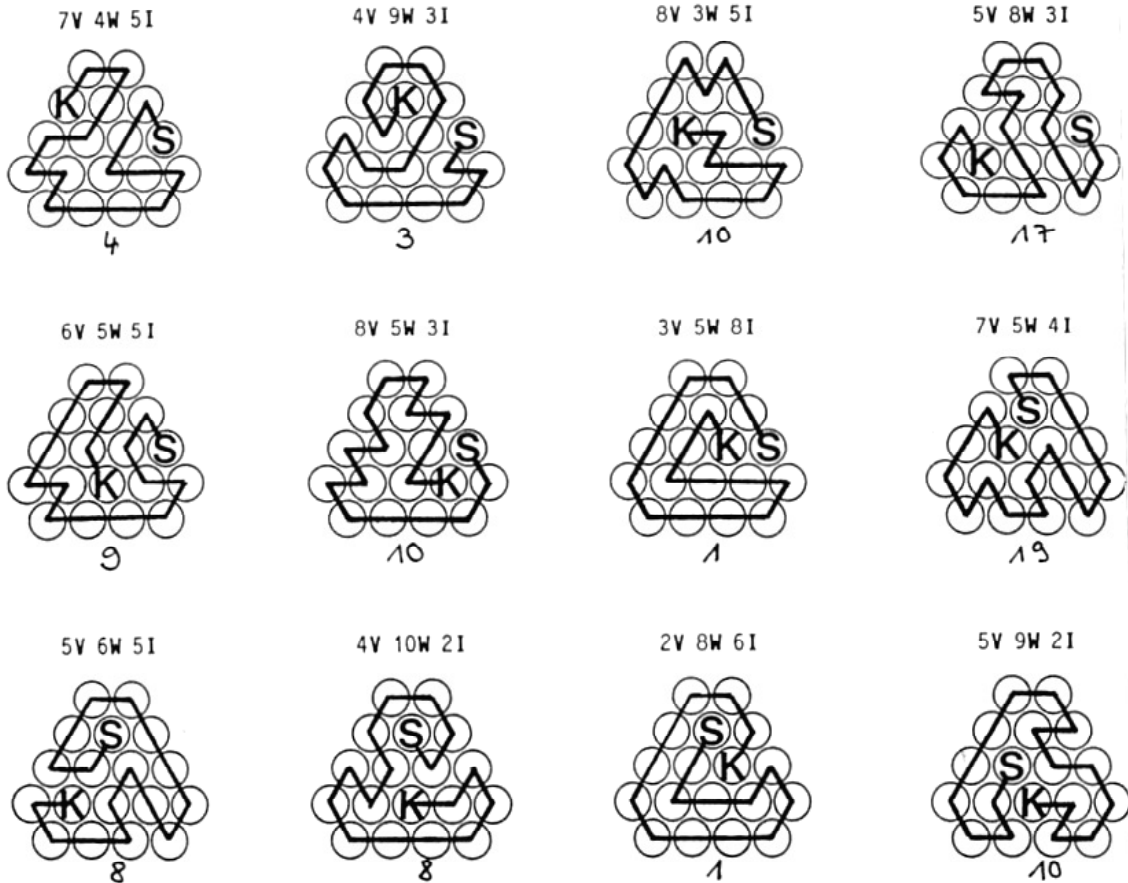 7V 4W 5I
4V 9W 3I
8V 3W 5I
5V 8W 3I
K
S
K
S
K
S
S
K
4
3
10
17
6V 5W 5I
8V 5W 3I
3V 5W 8I
7V 5W 4I
S
K
S
K
K
S
S
K
9
10
1
19
5V 6W 5I
4V 10W 2I
2V 8W 6I
5V 9W 2I
S
K
S
K
S
K
S
K
8
8
1
10